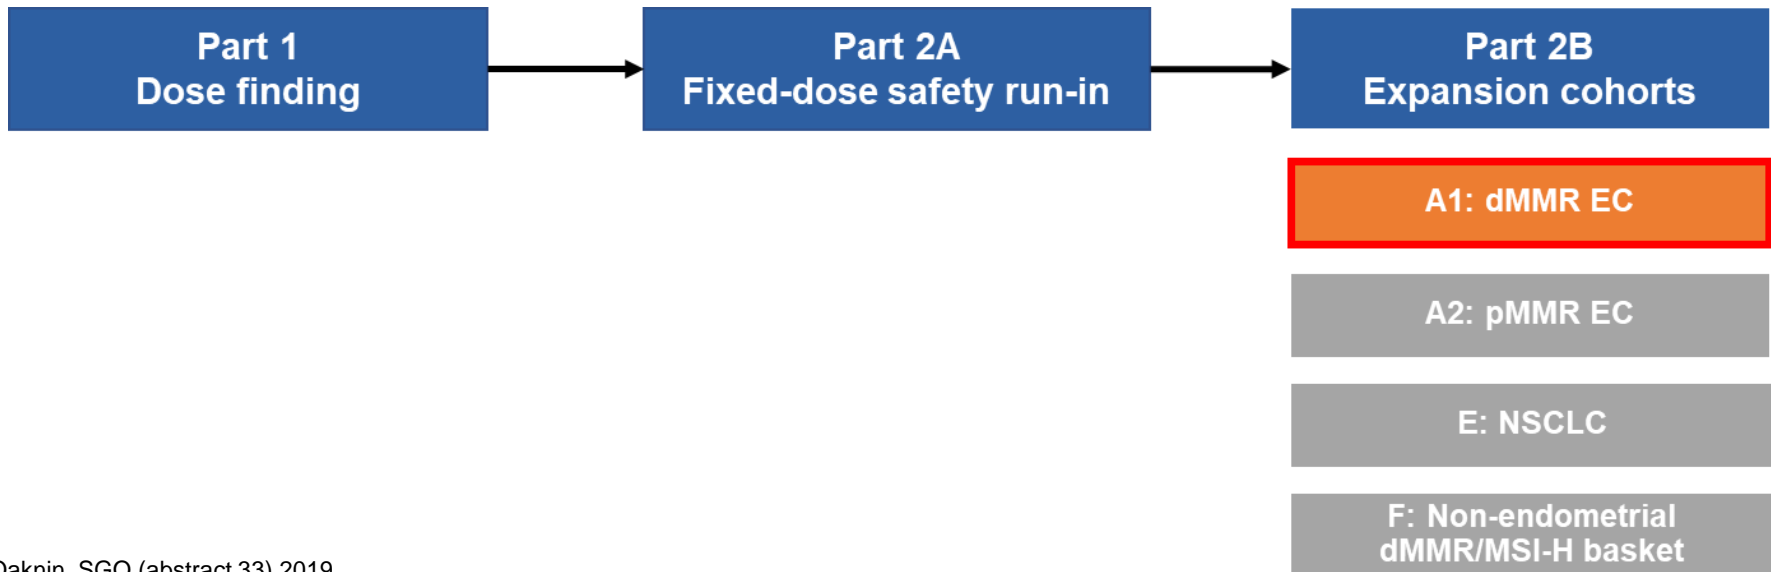 Part 1
Dose finding
Part 2A
Fixed-dose safety run-in
Part 2B
Expansion cohorts
A1: dMMR EC
A2: pMMR EC
E: NSCLC
F: Non-endometrial
dMMR/MSI-H basket
Oaknin, SGO (abstract 33) 2019